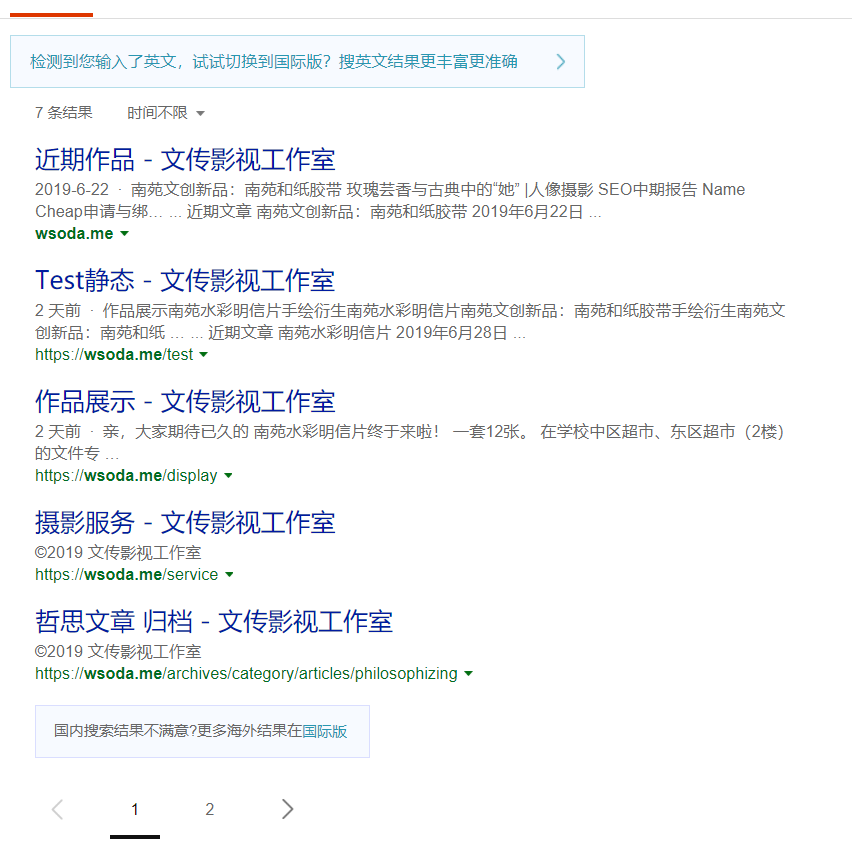 检测到您输入了英文，试试切换到国际版？搜英文结果更丰富更准确
7 条结果 时间不限
近期作品 - 文传影视工作室
2019-6-22 · 南苑文创新品：南苑和纸胶带 玫瑰芸香与古典中的“她” |人像摄影 SEO中期报告 Name
Cheap申请与绑… ... 近期文章 南苑文创新品：南苑和纸胶带 2019年6月22日 ...
wsoda.me
Test静态 - 文传影视工作室
2 天前 · 作品展示南苑水彩明信片手绘衍生南苑水彩明信片南苑文创新品：南苑和纸胶带手绘衍生南苑文
创新品：南苑和纸 … ... 近期文章 南苑水彩明信片 2019年6月28日 ...
https://wsoda.me/test
作品展示 - 文传影视工作室
2 天前 · 亲，大家期待已久的 南苑水彩明信片终于来啦！ 一套12张。 在学校中区超市、东区超市（2楼）
的文件专 …
https://wsoda.me/display
摄影服务 - 文传影视工作室
©2019 文传影视工作室
https://wsoda.me/service
哲思文章 归档 - 文传影视工作室
©2019 文传影视工作室
https://wsoda.me/archives/category/articles/philosophizing
国内搜索结果不满意?更多海外结果在国际版
1 2